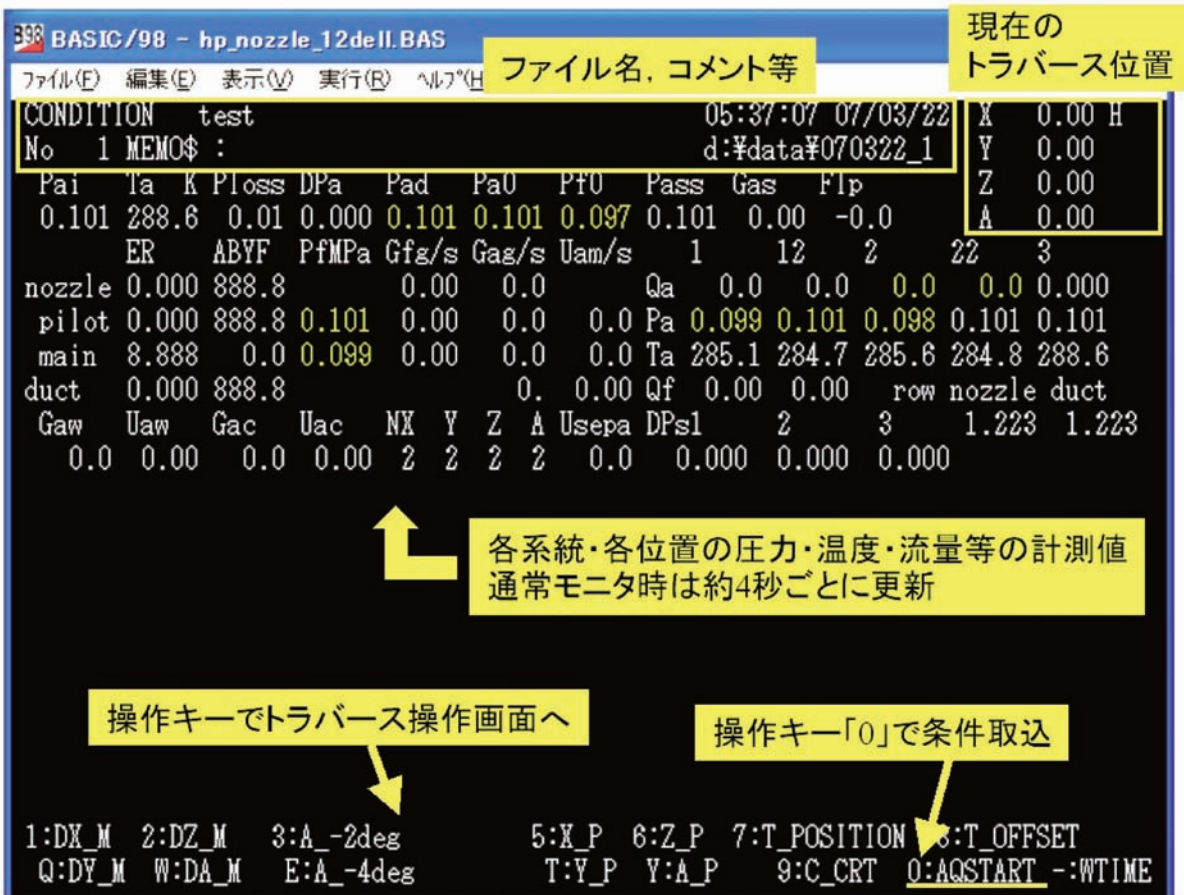 BASIC/98 - hp_nozzle_12dell.BAS
ファイル(F) 編集(E) 表示(V) 実行(R) ヘルプ(H
ファイル名，コメント等
現在の
トラバース位置
CONDITION test 05:37:07 07/03/22 X 0.00 H
No 1 MEMO$ : d:¥data¥070322_1 Y 0.00
Pai Ta K Ploss DPa Pad Pa0 Pf0 Pass Gas Flp Z 0.00
0.101 288.6 0.01 0.000 0.101 0.101 0.097 0.101 0.00 -0.0 A 0.00
ER ABYF PfMPa Gfg/s Gag/s Uam/s 1 12 2 22 3
nozzle 0.000 888.8 0.00 0.0 Qa 0.0 0.0 0.0 0.0 0.000
pilot 0.000 888.8 0.101 0.00 0.0 0.0 Pa 0.099 0.101 0.098 0.101 0.101
main 8.888 0.0 0.099 0.00 0.0 0.0 Ta 285.1 284.7 285.6 284.8 288.6
duct 0.000 888.8 0. 0.00 Qf 0.00 0.00 row nozzle duct
Gaw Uaw Gac Uac NX Y Z A Usepa DPs1 2 3 1.223 1.223
0.0 0.00 0.0 0.00 2 2 2 2 0.0 0.000 0.000 0.000
各系統・各位置の圧力・温度・流量等の計測値
通常モニタ時は約4秒ごとに更新
操作キーでトラバース操作画面へ
操作キー「0」で条件取込
1:DX_M 2:DZ_M 3:A_-2deg 5:X_P 6:Z_P 7:T_POSITION 8:T_OFFSET
Q:DY_M W:DA_M E:A_-4deg T:Y_P Y:A_P 9:C_CRT 0:AQSTART -:WTIME